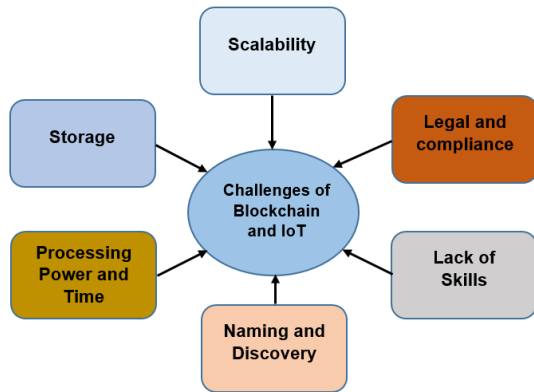 Scalability
Storage
Legal and
compliance
Challenges of
Blockchain
and IoT
Processing
Power and
Time
Lack of
Skills
Naming and
Discovery